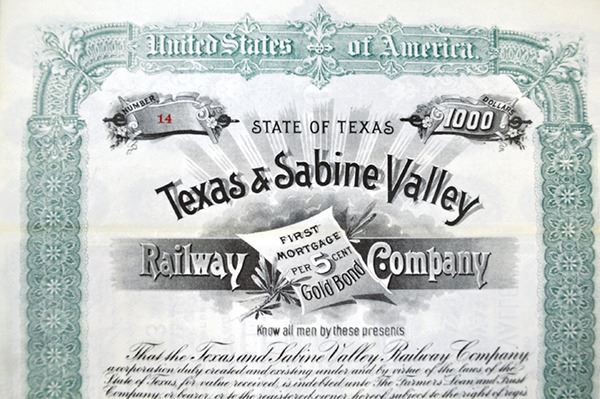 United States of America.
NUMBER 14
DOLLARS 1000
STATE OF TEXAS
Texas & Sabine Valley
Railway Company
FIRST
MORTGAGE
PER 5 CENT
Gold Bond
Know all men by these presents
That the Texas and Sabine Valley Railway Company,
a corporation duly created and existing under and by virtue of the laws of the
State of Texas, for value received, is indebted unto The Farmers Loan and Trust
Company, or bearer, or to the registered owner hereof subject to the right of regis